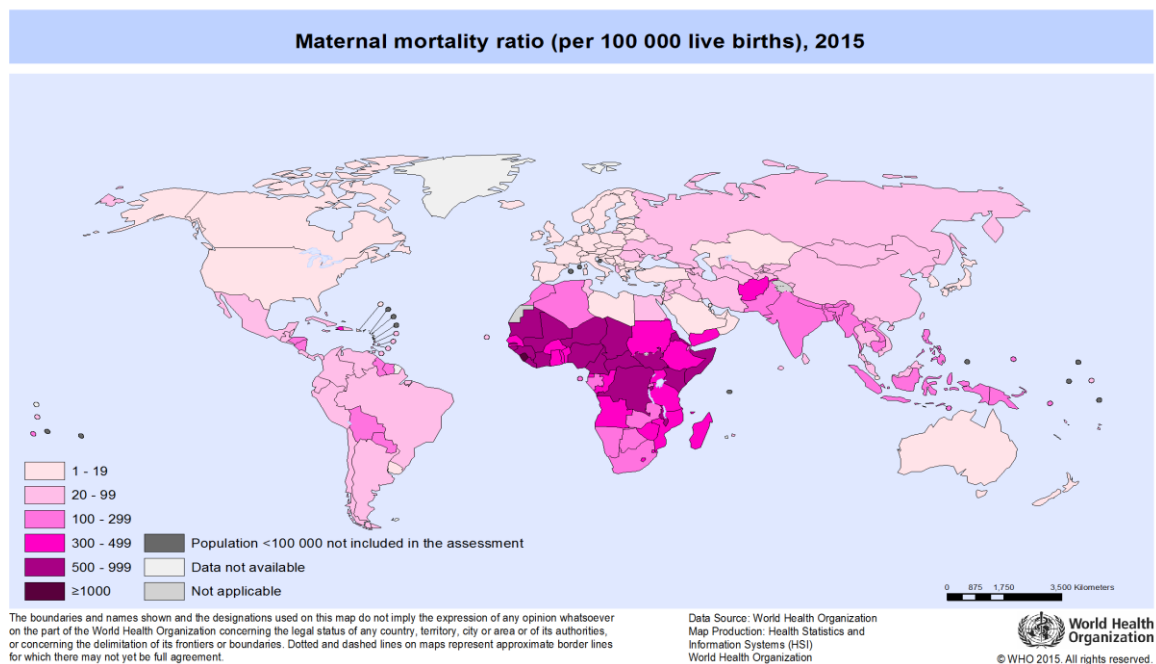 Maternal mortality ratio (per 100 000 live births), 2015
1 - 19
20 - 99
100 - 299
300 - 499
500 - 999
≥1000
Population <100 000 not included in the assessment
Data not available
Not applicable
0 875 1,750 3,500 Kilometers
The boundaries and names shown and the designations used on this map do not imply the expression of any opinion whatsoever
on the part of the World Health Organization concerning the legal status of any country, territory, city or area or of its authorities,
or concerning the delimitation of its frontiers or boundaries. Dotted and dashed lines on maps represent approximate border lines
for which there may not yet be full agreement.
Data Source: World Health Organization
Map Production: Health Statistics and
Information Systems (HSI)
World Health Organization
World Health
Organization
© WHO 2015. All rights reserved.